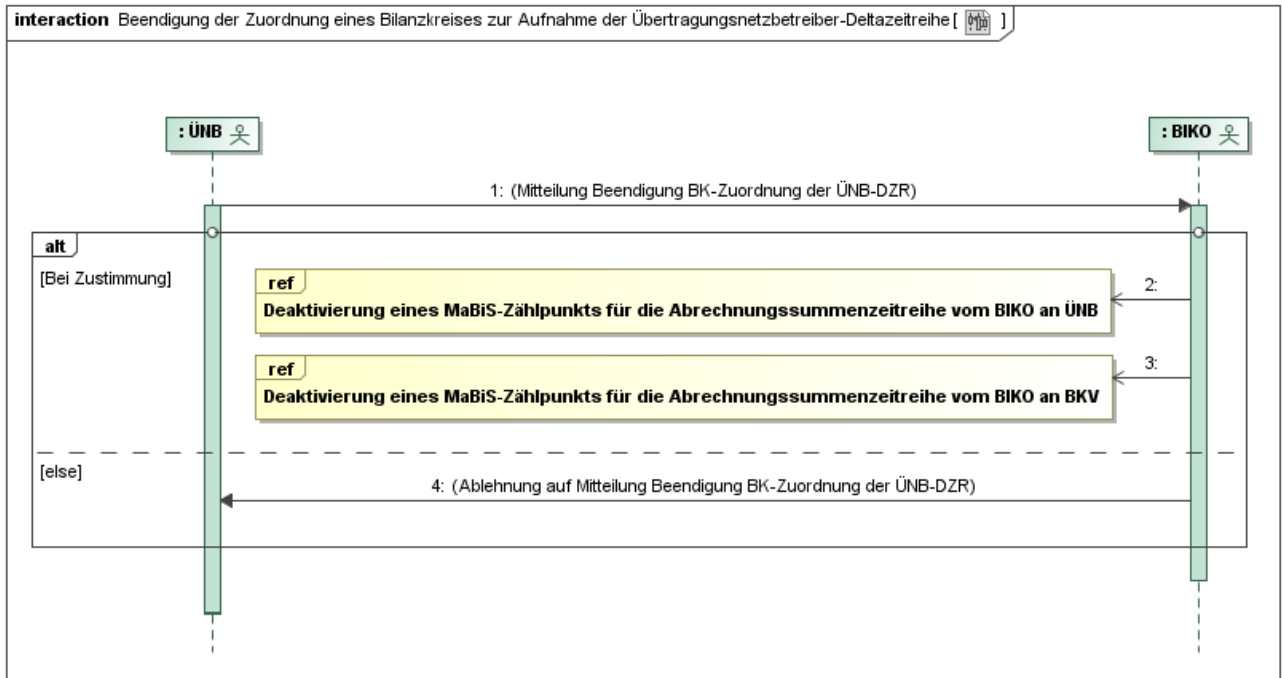 interaction Beendigung der Zuordnung eines Bilanzkreises zur Aufnahme der Übertragungsnetzbetreiber-Deltazeitreihe [ ]
: ÜNB
: BIKO
1: (Mitteilung Beendigung BK-Zuordnung der ÜNB-DZR)
alt
[Bei Zustimmung]
ref
2:
Deaktivierung eines MaBiS-Zählpunkts für die Abrechnungssummenzeitreihe vom BIKO an ÜNB
ref
3:
Deaktivierung eines MaBiS-Zählpunkts für die Abrechnungssummenzeitreihe vom BIKO an BKV
[else]
4: (Ablehnung auf Mitteilung Beendigung BK-Zuordnung der ÜNB-DZR)